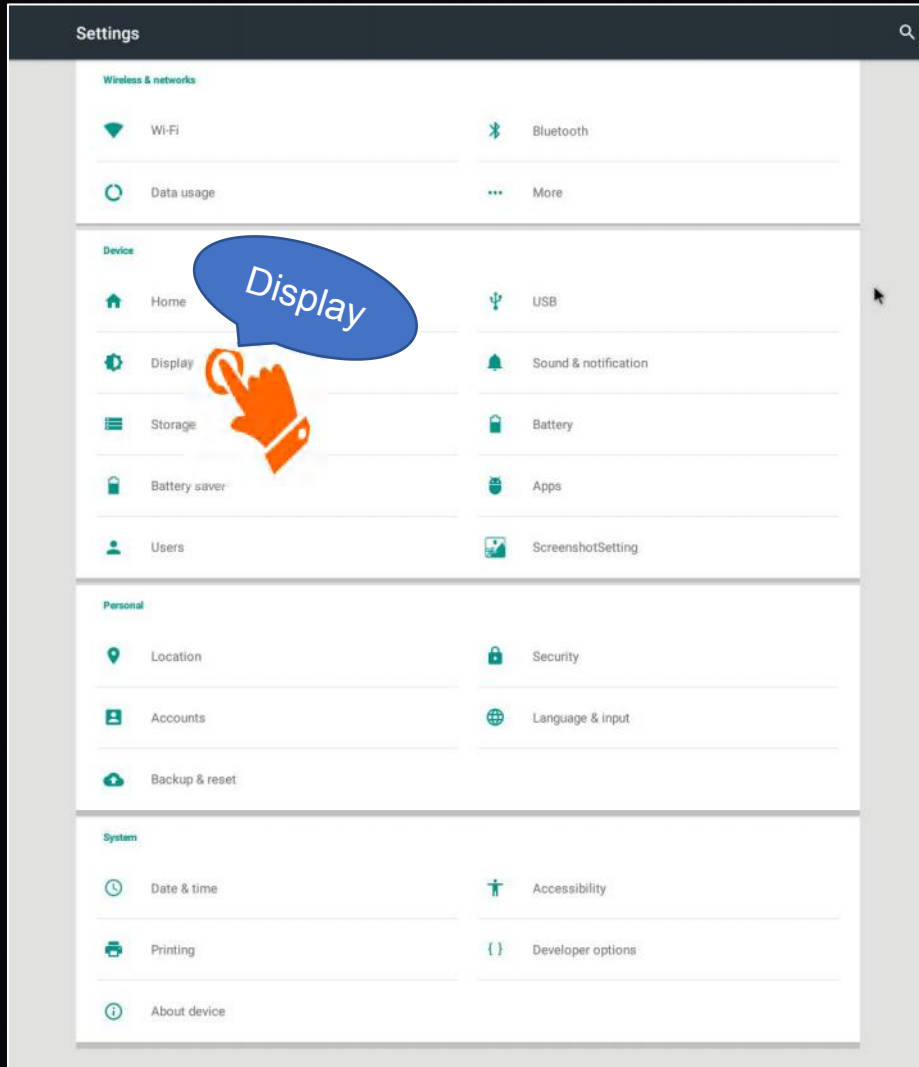 Settings
Wireless & networks
Wi-Fi
Bluetooth
Data usage
More
Device
Display
Home
USB
Display
Sound & notification
Storage
Battery
Battery saver
Apps
Users
ScreenshotSetting
Personal
Location
Security
Accounts
Language & input
Backup & reset
System
Date & time
Accessibility
Printing
{ } Developer options
About device